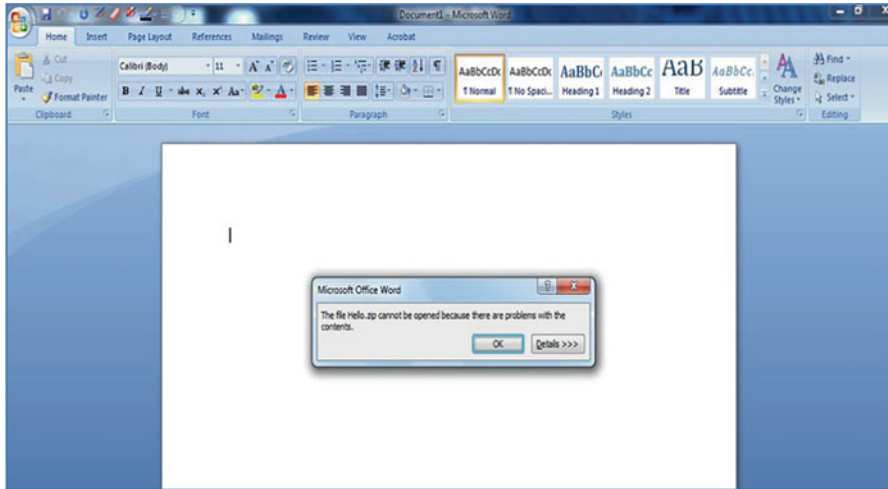 Document1 - Microsoft Word
Home Insert Page Layout References Mailings Review View Acrobat
Cut
Copy
Format Painter
Paste
Calibri (Body) 11
B I U abc x, x² Aa A
AaBbCcDc AaBbCcDc AaBbC AaBbCc AaB AaBbCc.
¶ Normal ¶ No Spaci... Heading 1 Heading 2 Title Subtitle
Change
Styles
Find
Replace
Select
Clipboard Font Paragraph Styles Editing
Microsoft Office Word
The file Hello.zip cannot be opened because there are problems with the
contents.
OK Details >>>